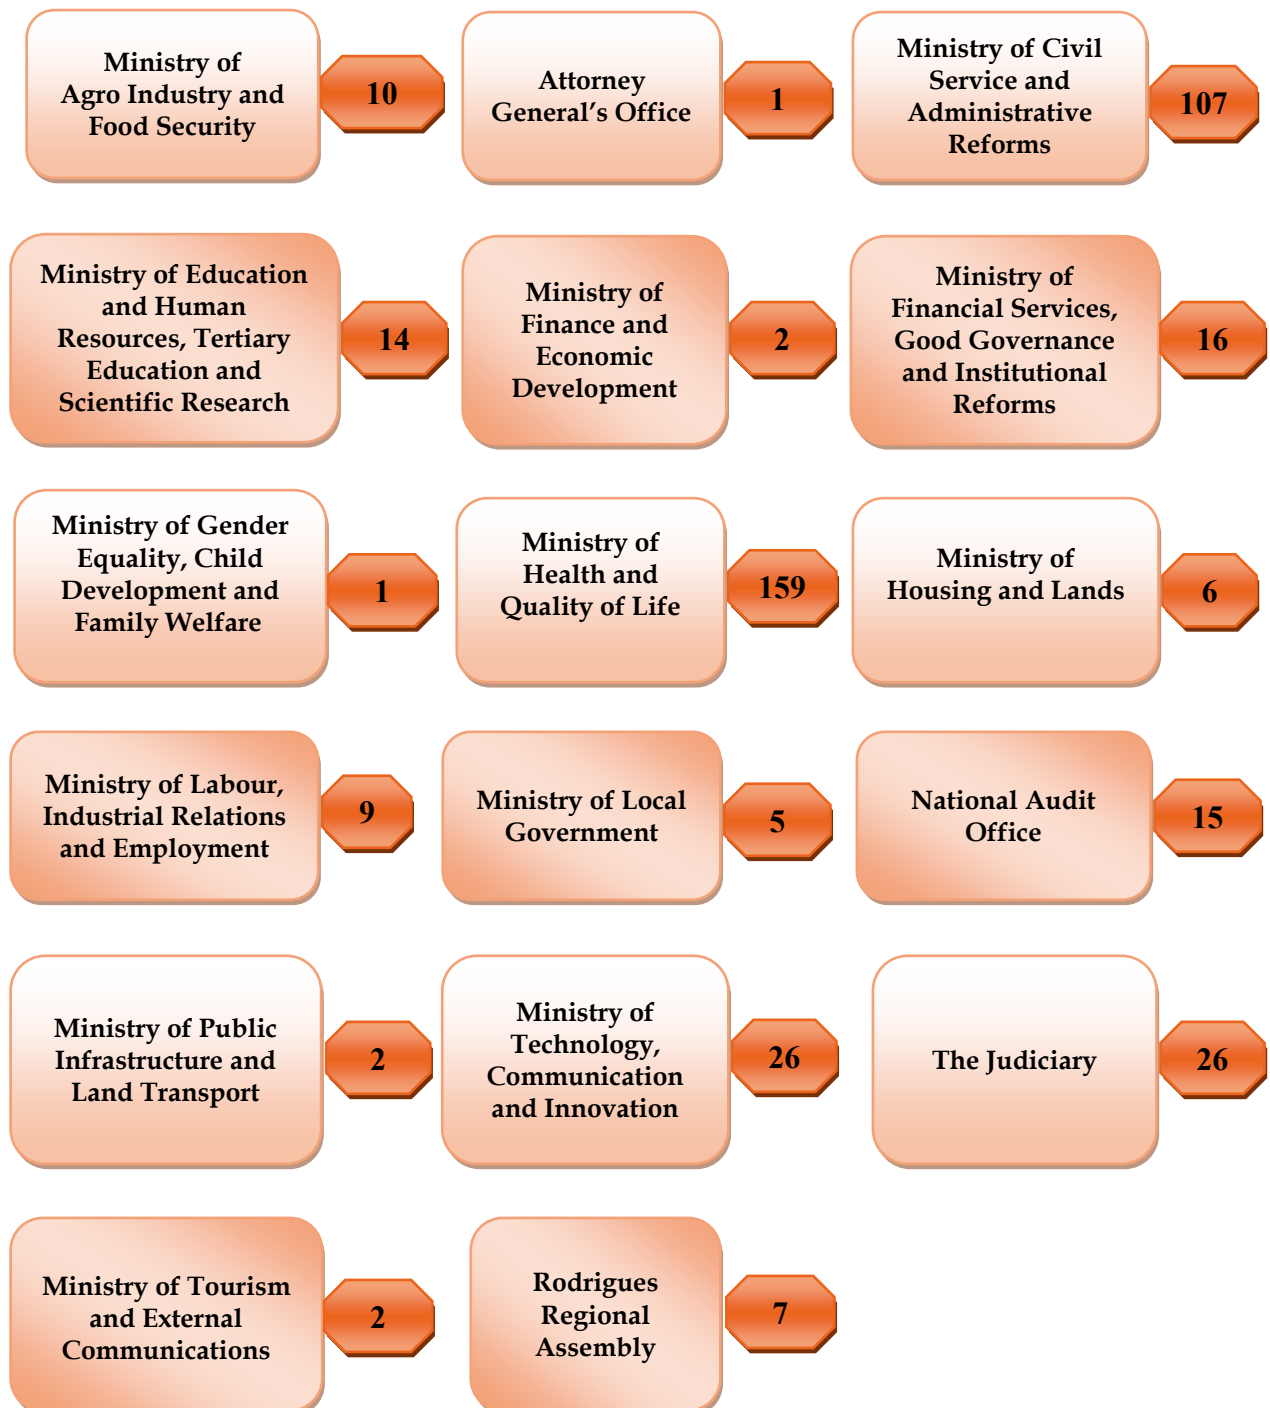 Ministry of
Agro Industry and
Food Security
10
Attorney
General’s Office
1
Ministry of Civil
Service and
Administrative
Reforms
107
Ministry of Education
and Human
Resources, Tertiary
Education and
Scientific Research
14
Ministry of
Finance and
Economic
Development
2
Ministry of
Financial Services,
Good Governance
and Institutional
Reforms
16
Ministry of Gender
Equality, Child
Development and
Family Welfare
1
Ministry of
Health and
Quality of Life
159
Ministry of
Housing and Lands
6
Ministry of Labour,
Industrial Relations
and Employment
9
Ministry of Local
Government
5
National Audit
Office
15
Ministry of Public
Infrastructure and
Land Transport
2
Ministry of
Technology,
Communication
and Innovation
26
The Judiciary
26
Ministry of Tourism
and External
Communications
2
Rodrigues
Regional
Assembly
7